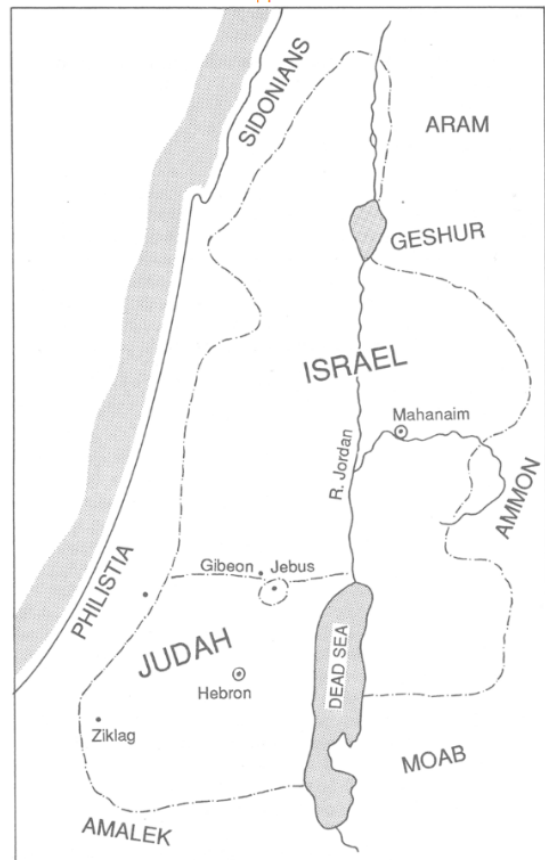 SIDONIANS
ARAM
GESHUR
ISRAEL
Mahanaim
R. Jordan
AMMON
Gibeon
Jebus
PHILISTIA
JUDAH
DEAD SEA
Hebron
Ziklag
MOAB
AMALEK